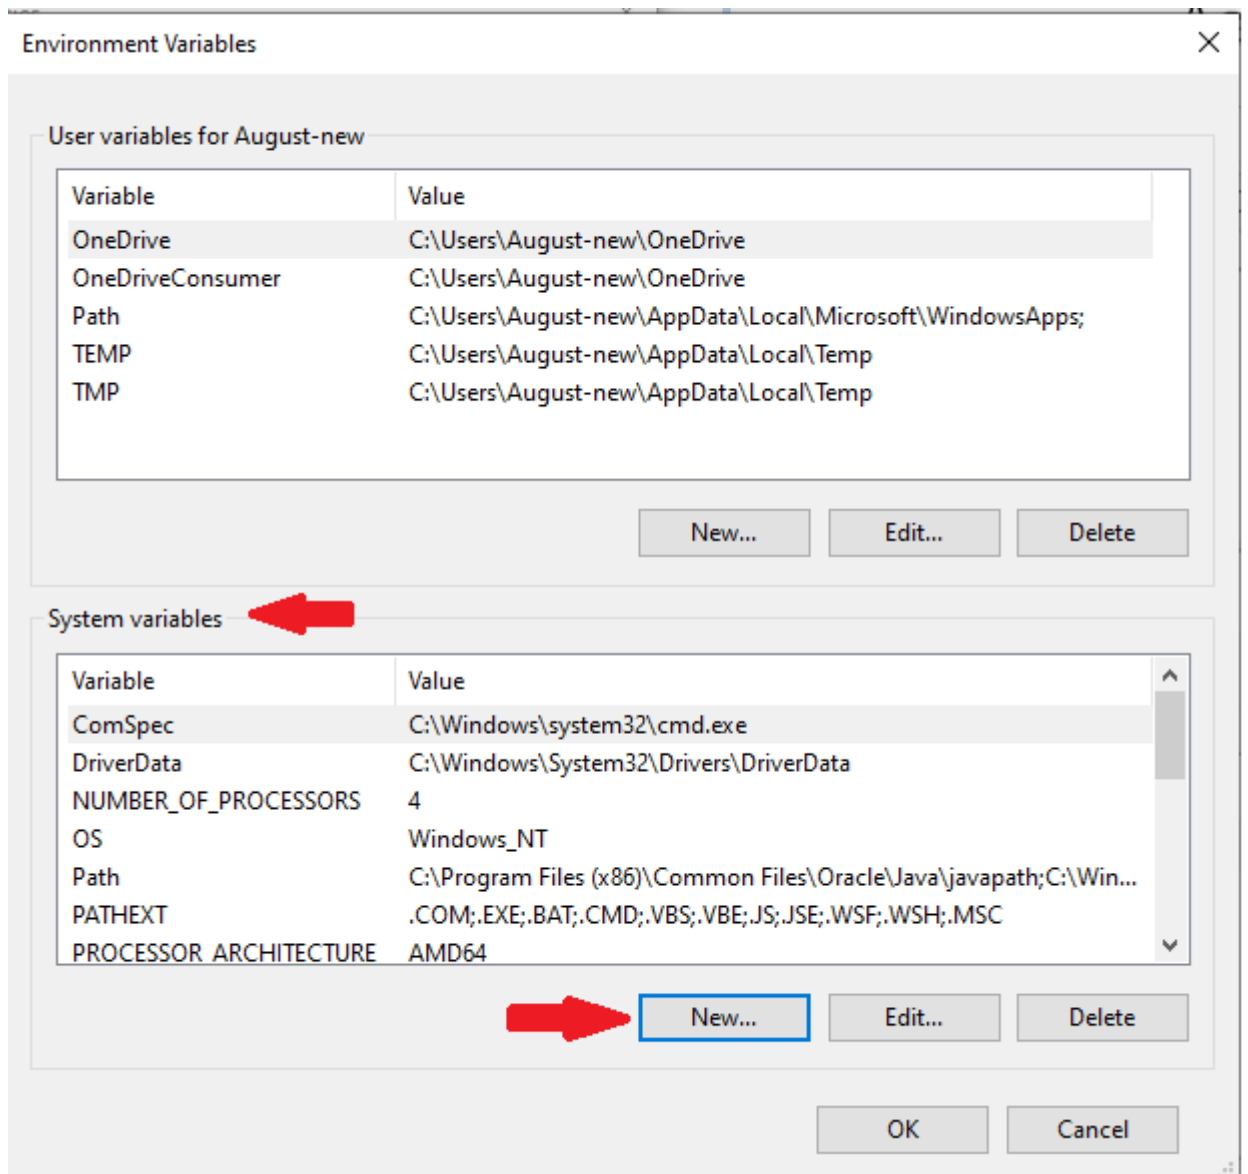 Environment Variables
User variables for August-new
Variable Value
OneDrive C:\Users\August-new\OneDrive
OneDriveConsumer C:\Users\August-new\OneDrive
Path C:\Users\August-new\AppData\Local\Microsoft\WindowsApps;
TEMP C:\Users\August-new\AppData\Local\Temp
TMP C:\Users\August-new\AppData\Local\Temp
New... Edit... Delete
System variables
Variable Value
ComSpec C:\Windows\system32\cmd.exe
DriverData C:\Windows\System32\Drivers\DriverData
NUMBER_OF_PROCESSORS 4
OS Windows_NT
Path C:\Program Files (x86)\Common Files\Oracle\Java\javapath;C:\Win...
PATHEXT .COM;.EXE;.BAT;.CMD;.VBS;.VBE;.JS;.JSE;.WSF;.WSH;.MSC
PROCESSOR_ARCHITECTURE AMD64
New... Edit... Delete
OK Cancel